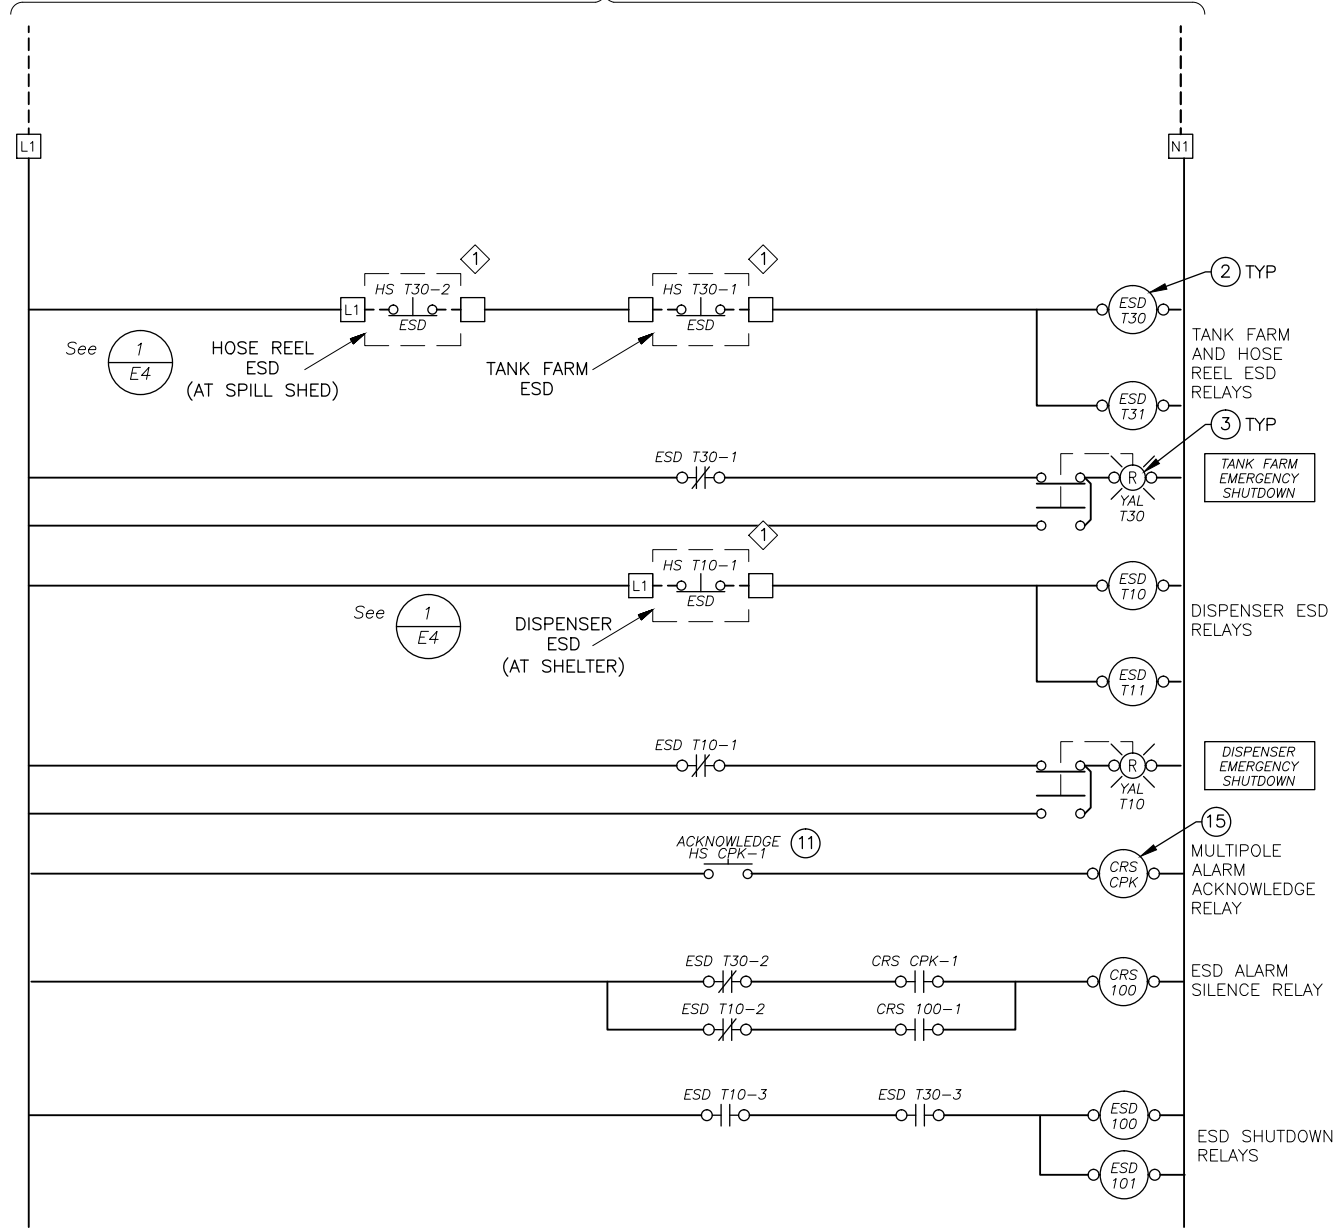 L1
N1
1
1
2 TYP
HS T30-2
HS T30-1
L1
ESD
ESD
ESD
T30
See
1
E4
HOSE REEL
ESD
(AT SPILL SHED)
TANK FARM
ESD
TANK FARM
AND HOSE
REEL ESD
RELAYS
ESD
T31
3 TYP
ESD T30-1
R
YAL
T30
TANK FARM
EMERGENCY
SHUTDOWN
1
HS T10-1
L1
ESD
ESD
T10
See
1
E4
DISPENSER
ESD
(AT SHELTER)
DISPENSER ESD
RELAYS
ESD
T11
ESD T10-1
R
YAL
T10
DISPENSER
EMERGENCY
SHUTDOWN
ACKNOWLEDGE
HS CPK-1
11
15
CRS
CPK
MULTIPOLE
ALARM
ACKNOWLEDGE
RELAY
ESD T30-2
CRS CPK-1
CRS
100
ESD ALARM
SILENCE RELAY
ESD T10-2
CRS 100-1
ESD T10-3
ESD T30-3
ESD
100
ESD SHUTDOWN
RELAYS
ESD
101